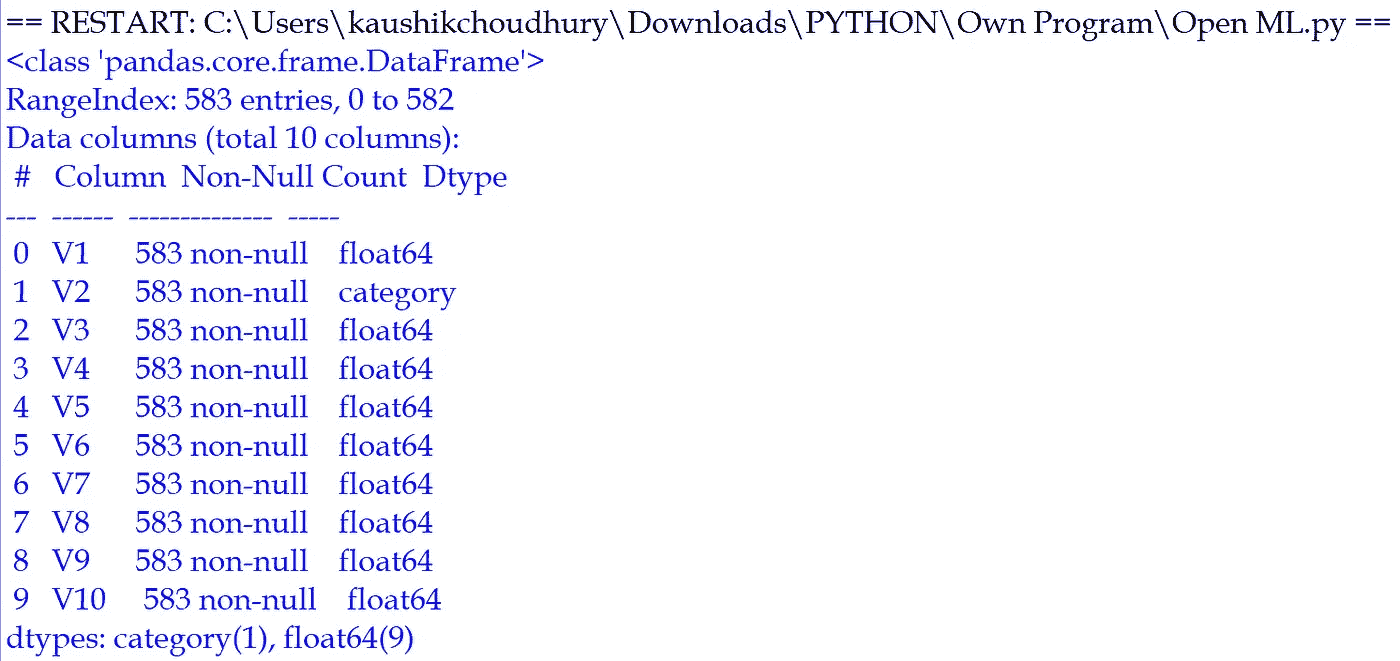 == RESTART: C:\Users\kaushikchoudhury\Downloads\PYTHON\Own Program\Open ML.py ==
<class 'pandas.core.frame.DataFrame'>
RangeIndex: 583 entries, 0 to 582
Data columns (total 10 columns):
 #   Column  Non-Null Count  Dtype
---  ------  --------------  -----
 0   V1      583 non-null    float64
 1   V2      583 non-null    category
 2   V3      583 non-null    float64
 3   V4      583 non-null    float64
 4   V5      583 non-null    float64
 5   V6      583 non-null    float64
 6   V7      583 non-null    float64
 7   V8      583 non-null    float64
 8   V9      583 non-null    float64
 9   V10     583 non-null    float64
dtypes: category(1), float64(9)